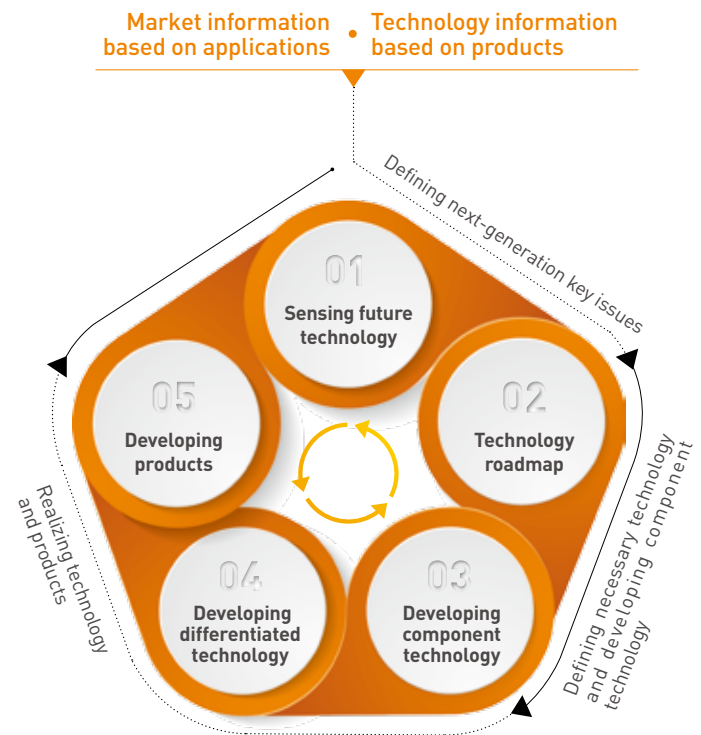 Market information
based on applications
•
Technology information
based on products
Defining next-generation key issues
01
Sensing future
technology
02
Technology
roadmap
Defining necessary technology
and developing component
technology
03
Developing
component
technology
04
Developing
differentiated
technology
Realizing technology
and products
05
Developing
products